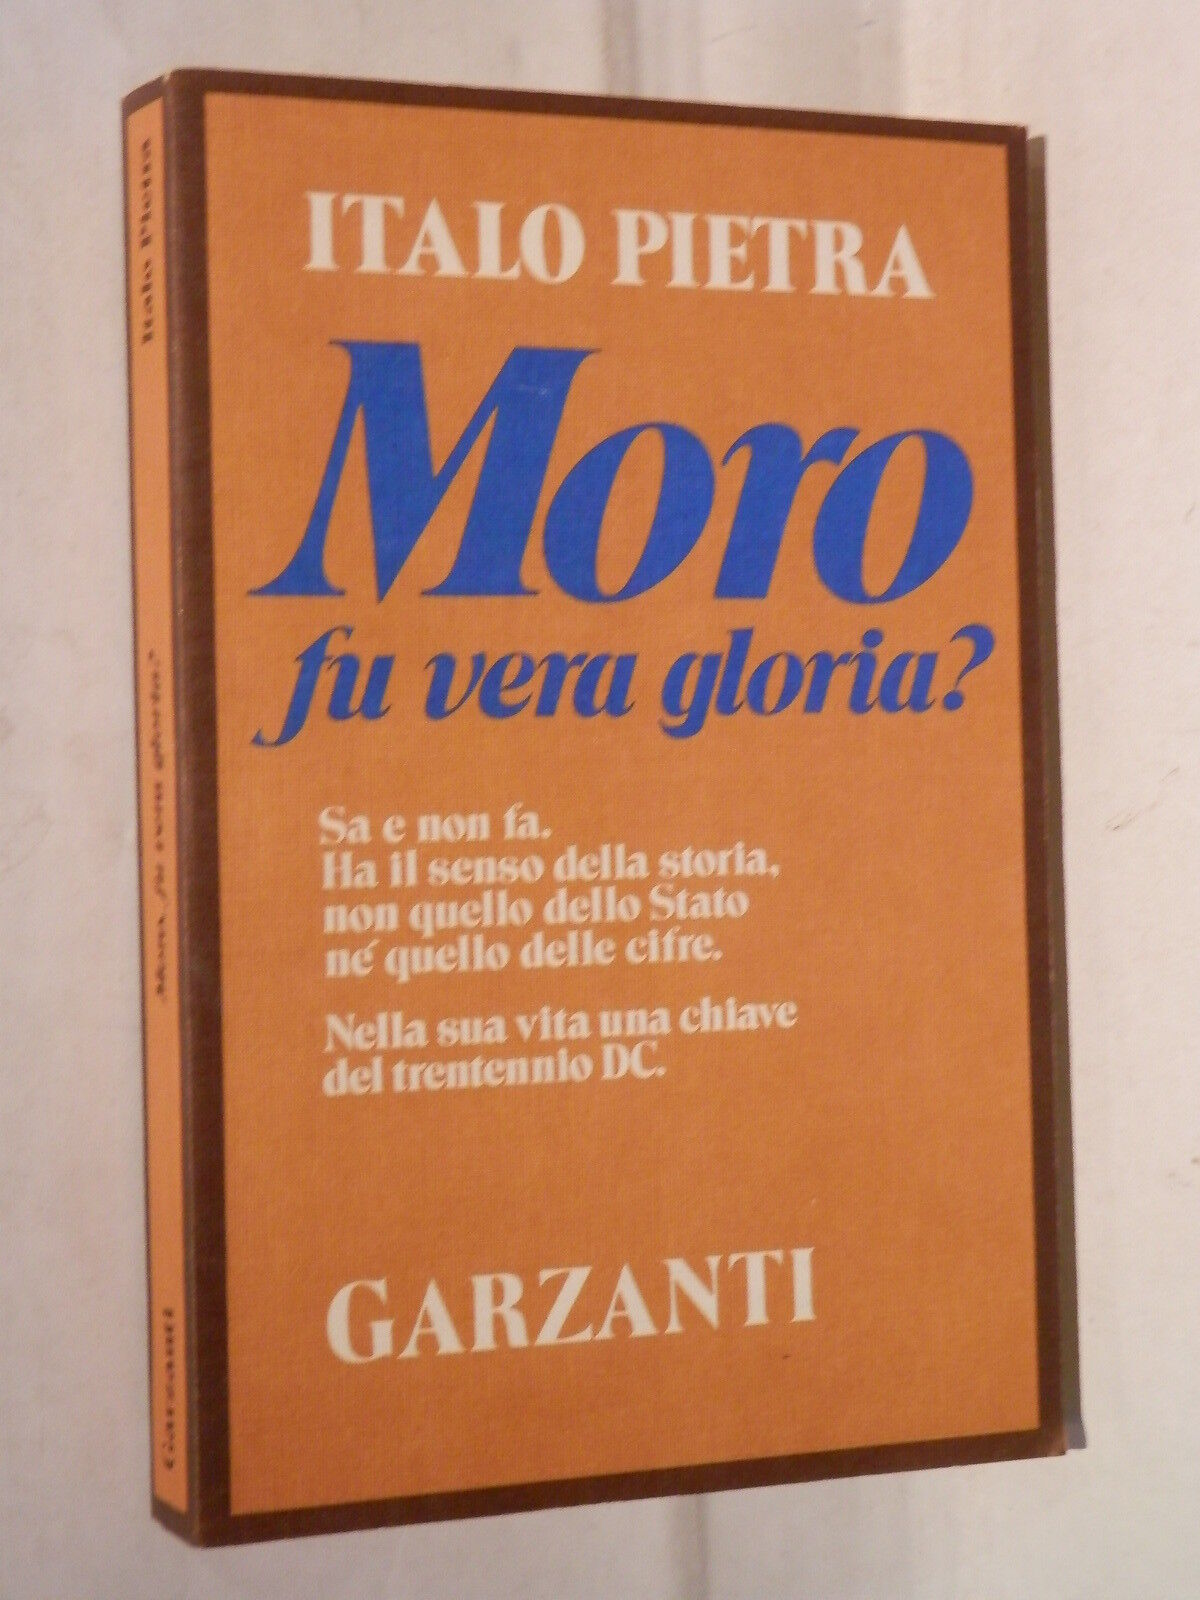 ITALO PIETRA
Moro
fu vera gloria?
Sa e non fa.
Ha il senso della storia,
non quello dello Stato
né quello delle cifre.
Nella sua vita una chiave
del trentennio DC.
GARZANTI
Italo Pietra
Moro, fu vera gloria?
Garzanti